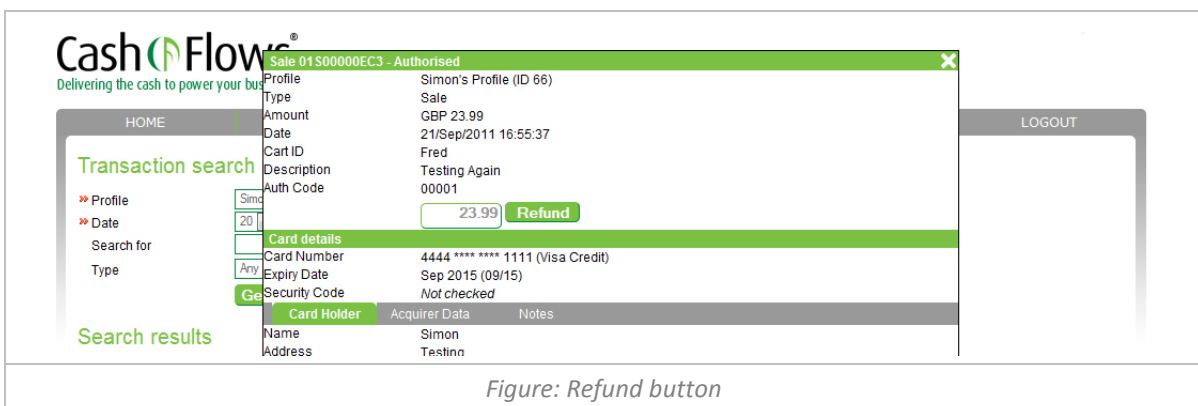 Cash Flows®
Delivering the cash to power your bus
Sale 01S00000EC3 - Authorised
Profile Simon's Profile (ID 66)
Type Sale
Amount GBP 23.99
Date 21/Sep/2011 16:55:37
Cart ID Fred
Description Testing Again
Auth Code 00001
23.99 Refund
Card details
Card Number 4444 **** **** 1111 (Visa Credit)
Expiry Date Sep 2015 (09/15)
Security Code Not checked
Card Holder Acquirer Data Notes
Name Simon
Address Testing
HOME LOGOUT
Transaction search
» Profile Simo
» Date 20
Search for
Type Any
Ge
Search results
Figure: Refund button